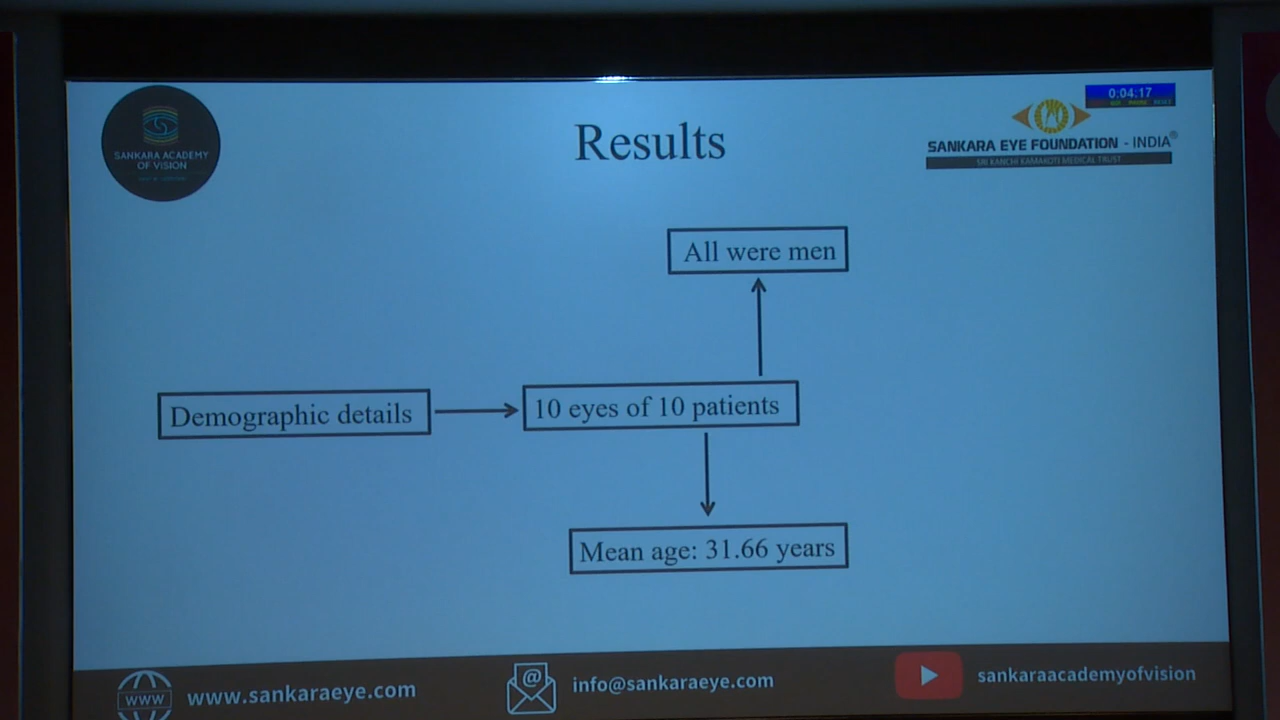 SANKARA ACADEMY
OF VISION
Results
0:04:17
SANKARA EYE FOUNDATION - INDIA®
SRI KANCHI KAMAKOTI MEDICAL TRUST
All were men
Demographic details
10 eyes of 10 patients
Mean age: 31.66 years
www
www.sankaraeye.com
@
info@sankaraeye.com
sankaraacademyofvision